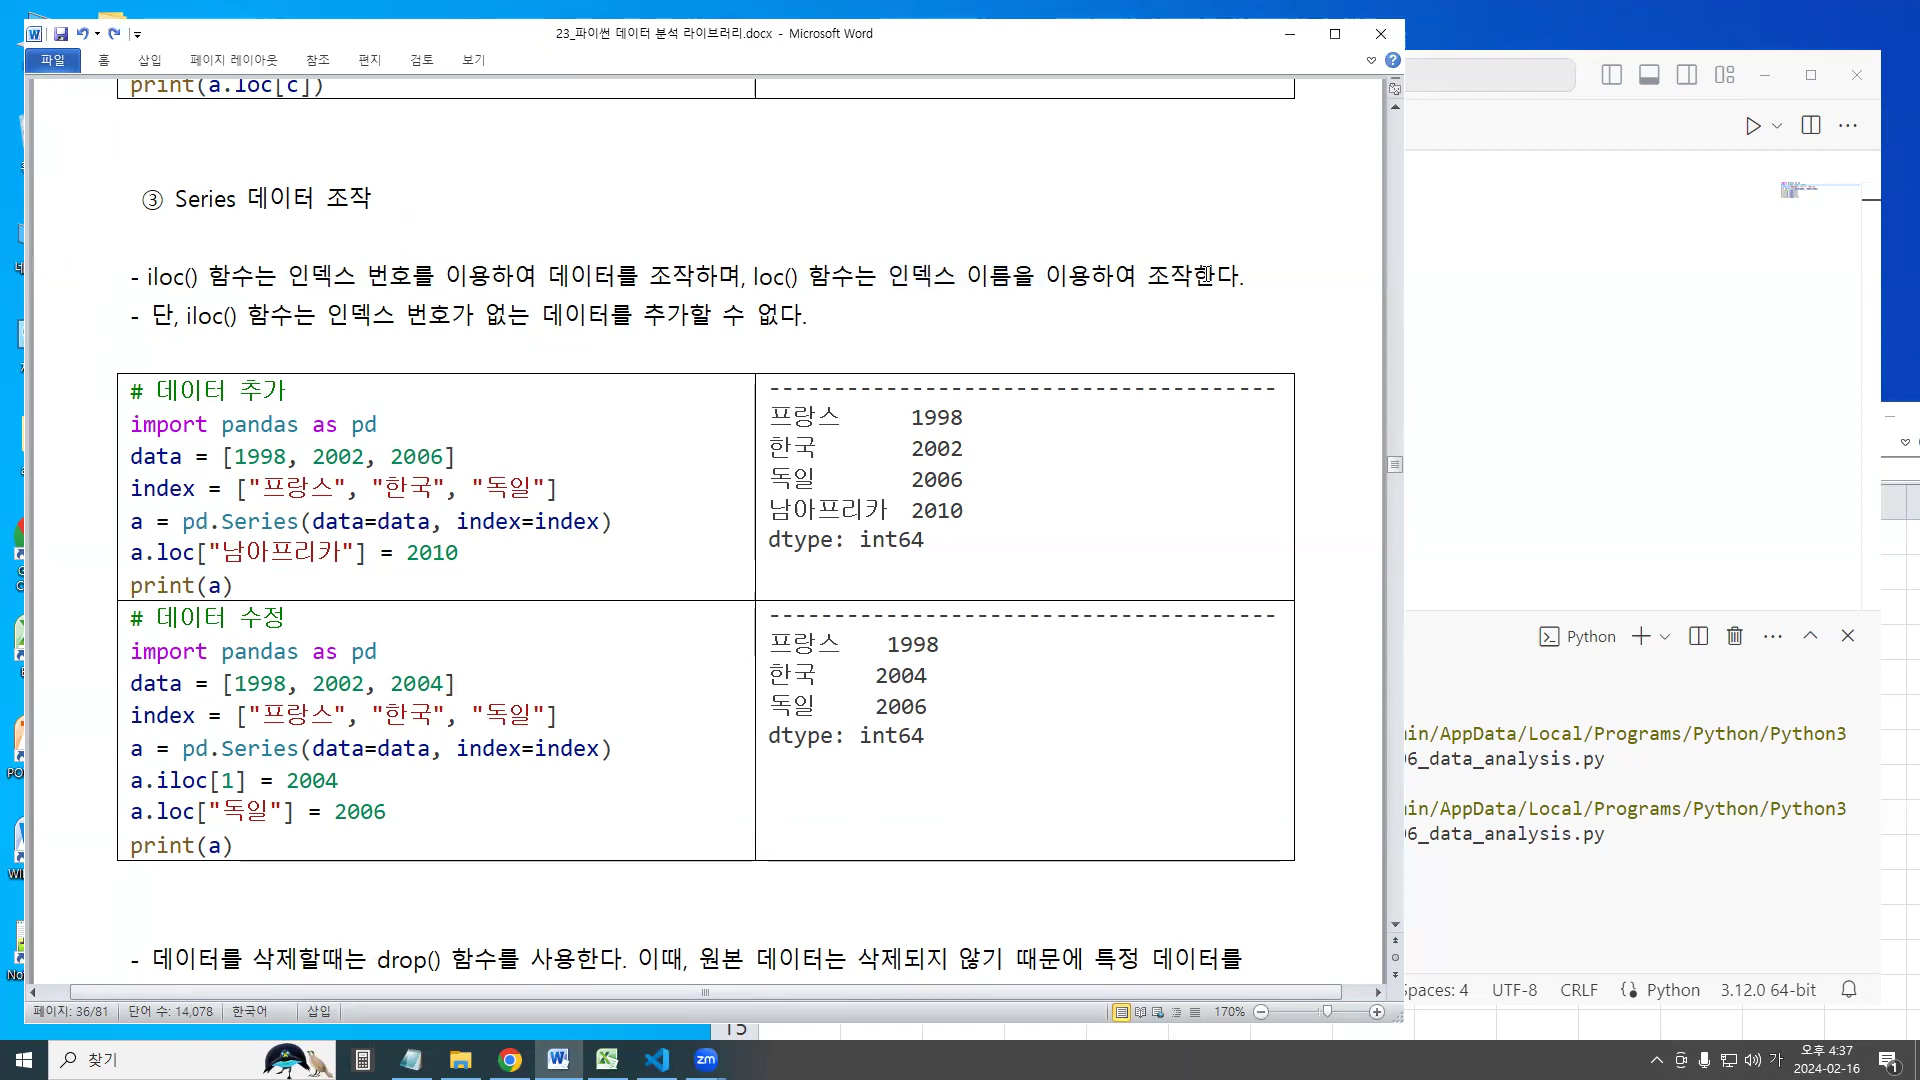 23_파이썬 데이터 분석 라이브러리.docx - Microsoft Word
파일 홈 삽입 페이지 레이아웃 참조 편지 검토 보기
print(a.loc[c])
③ Series 데이터 조작
- iloc() 함수는 인덱스 번호를 이용하여 데이터를 조작하며, loc() 함수는 인덱스 이름을 이용하여 조작한다.
- 단, iloc() 함수는 인덱스 번호가 없는 데이터를 추가할 수 없다.
# 데이터 추가
import pandas as pd
data = [1998, 2002, 2006]
index = ["프랑스", "한국", "독일"]
a = pd.Series(data=data, index=index)
a.loc["남아프리카"] = 2010
print(a)
---------------------------------------
프랑스 1998
한국 2002
독일 2006
남아프리카 2010
dtype: int64
# 데이터 수정
import pandas as pd
data = [1998, 2002, 2004]
index = ["프랑스", "한국", "독일"]
a = pd.Series(data=data, index=index)
a.iloc[1] = 2004
a.loc["독일"] = 2006
print(a)
---------------------------------------
프랑스 1998
한국 2004
독일 2006
dtype: int64
- 데이터를 삭제할때는 drop() 함수를 사용한다. 이때, 원본 데이터는 삭제되지 않기 때문에 특정 데이터를
페이지: 36/81 단어 수: 14,078 한국어 삽입 170%
Python
in/AppData/Local/Programs/Python/Python3
6_data_analysis.py
in/AppData/Local/Programs/Python/Python3
6_data_analysis.py
Spaces: 4 UTF-8 CRLF Python 3.12.0 64-bit
15
찾기
zm
가
오후 4:37
2024-02-16
1